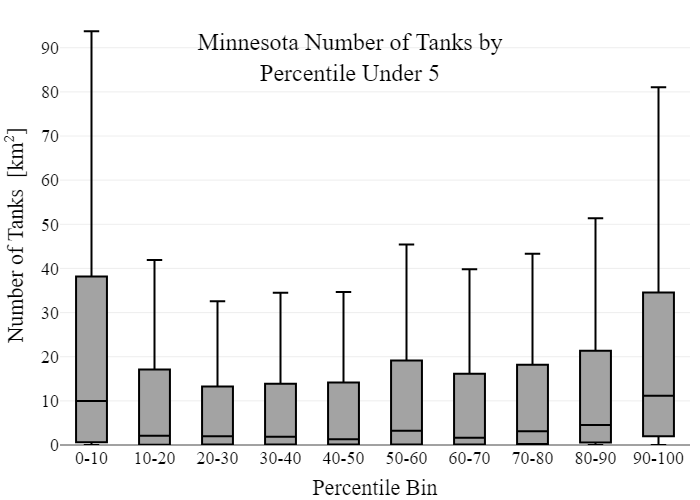 Minnesota Number of Tanks by
Percentile Under 5
Number of Tanks [km²]
90
80
70
60
50
40
30
20
10
0
0-10 10-20 20-30 30-40 40-50 50-60 60-70 70-80 80-90 90-100
Percentile Bin